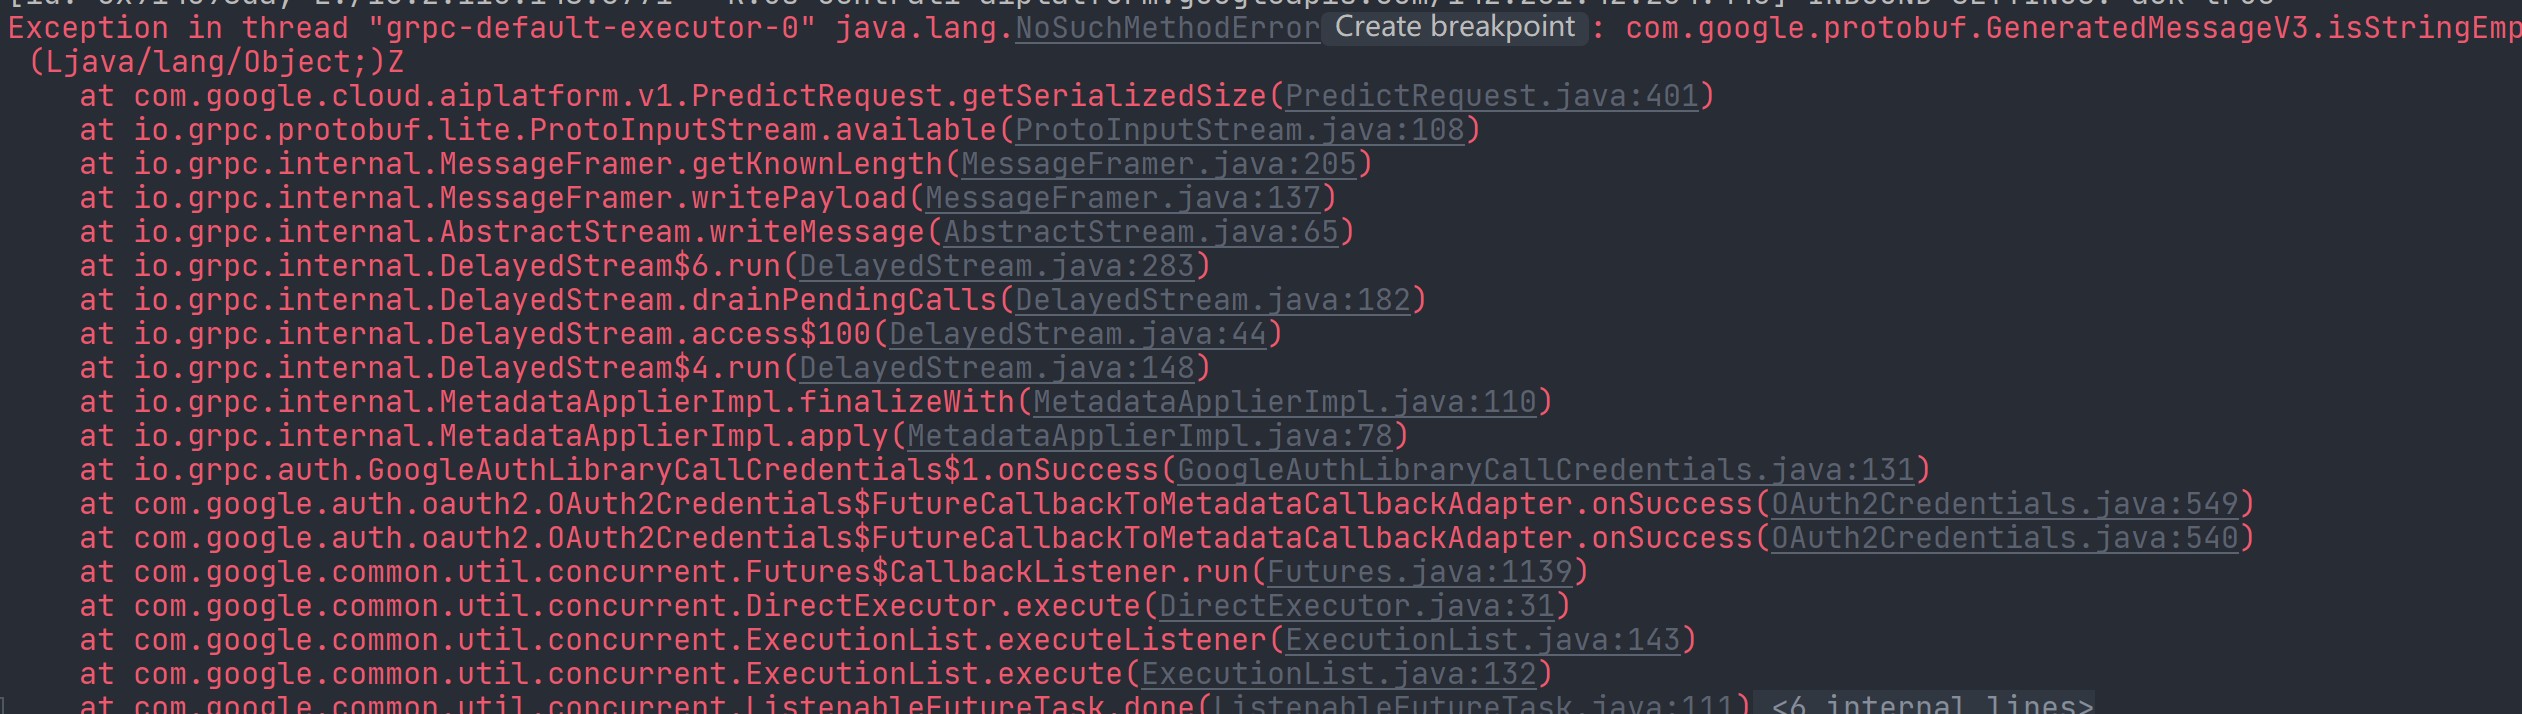 Exception in thread "grpc-default-executor-0" java.lang.NoSuchMethodError Create breakpoint : com.google.protobuf.GeneratedMessageV3.isStringEmp
(Ljava/lang/Object;)Z
at com.google.cloud.aiplatform.v1.PredictRequest.getSerializedSize(PredictRequest.java:401)
at io.grpc.protobuf.lite.ProtoInputStream.available(ProtoInputStream.java:108)
at io.grpc.internal.MessageFramer.getKnownLength(MessageFramer.java:205)
at io.grpc.internal.MessageFramer.writePayload(MessageFramer.java:137)
at io.grpc.internal.AbstractStream.writeMessage(AbstractStream.java:65)
at io.grpc.internal.DelayedStream$6.run(DelayedStream.java:283)
at io.grpc.internal.DelayedStream.drainPendingCalls(DelayedStream.java:182)
at io.grpc.internal.DelayedStream.access$100(DelayedStream.java:44)
at io.grpc.internal.DelayedStream$4.run(DelayedStream.java:148)
at io.grpc.internal.MetadataApplierImpl.finalizeWith(MetadataApplierImpl.java:110)
at io.grpc.internal.MetadataApplierImpl.apply(MetadataApplierImpl.java:78)
at io.grpc.auth.GoogleAuthLibraryCallCredentials$1.onSuccess(GoogleAuthLibraryCallCredentials.java:131)
at com.google.auth.oauth2.OAuth2Credentials$FutureCallbackToMetadataCallbackAdapter.onSuccess(OAuth2Credentials.java:549)
at com.google.auth.oauth2.OAuth2Credentials$FutureCallbackToMetadataCallbackAdapter.onSuccess(OAuth2Credentials.java:540)
at com.google.common.util.concurrent.Futures$CallbackListener.run(Futures.java:1139)
at com.google.common.util.concurrent.DirectExecutor.execute(DirectExecutor.java:31)
at com.google.common.util.concurrent.ExecutionList.executeListener(ExecutionList.java:143)
at com.google.common.util.concurrent.ExecutionList.execute(ExecutionList.java:132)
at com.google.common.util.concurrent.ListenableFutureTask.done(ListenableFutureTask.java:111) <6 internal lines>